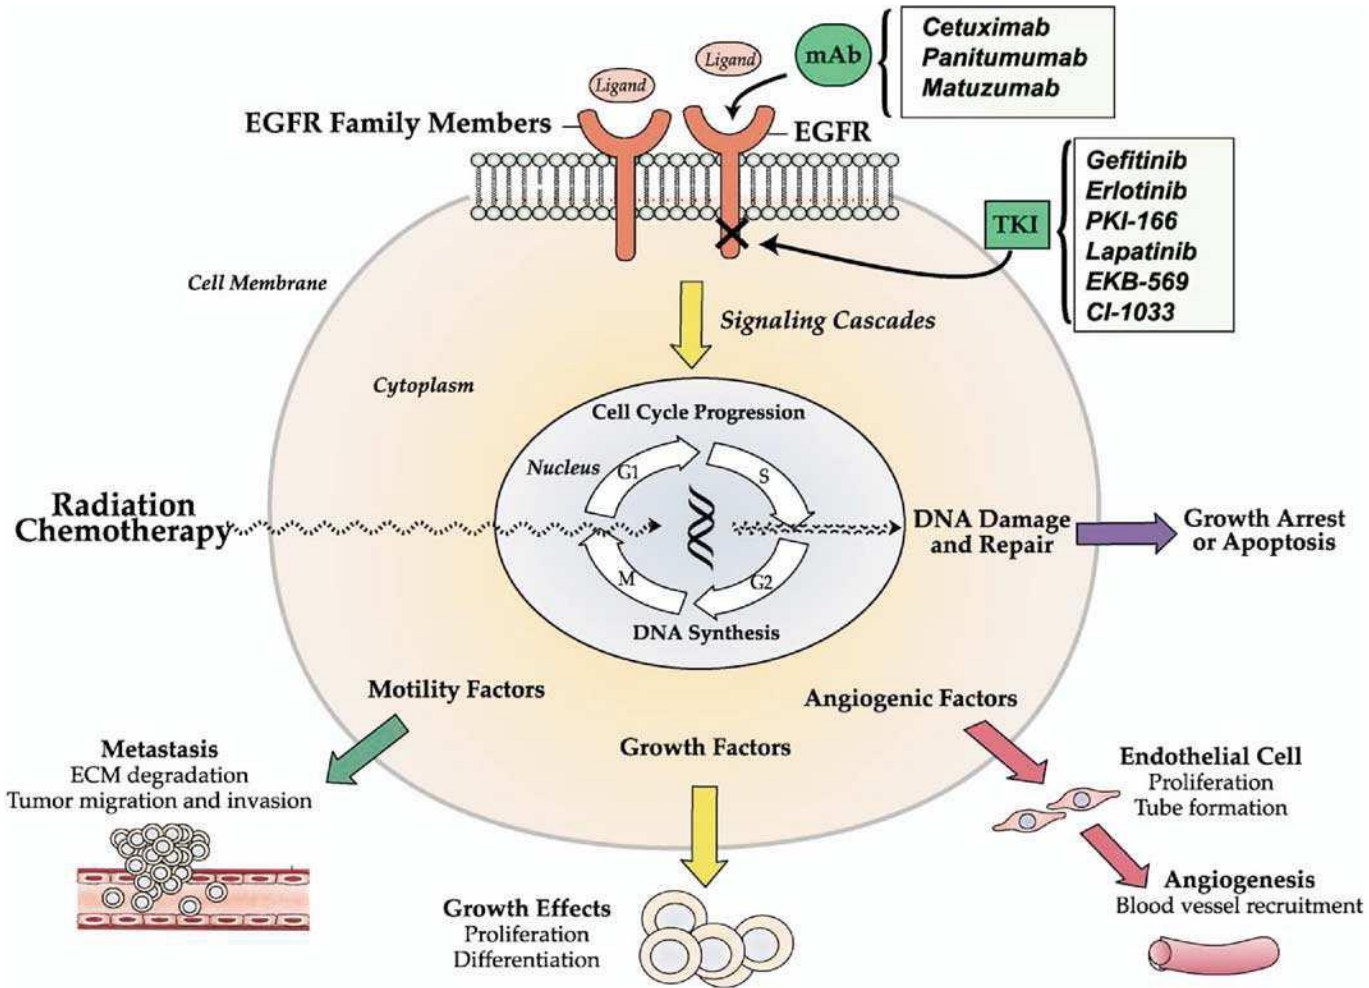 Ligand
Ligand
mAb
Cetuximab
Panitumumab
Matuzumab
EGFR Family Members
EGFR
Gefitinib
Erlotinib
PKI-166
Lapatinib
EKB-569
CI-1033
TKI
Cell Membrane
Signaling Cascades
Cytoplasm
Cell Cycle Progression
Nucleus
G1
S
Radiation
Chemotherapy
DNA Damage
and Repair
Growth Arrest
or Apoptosis
M
G2
DNA Synthesis
Motility Factors
Angiogenic Factors
Growth Factors
Metastasis
ECM degradation
Tumor migration and invasion
Endothelial Cell
Proliferation
Tube formation
Angiogenesis
Blood vessel recruitment
Growth Effects
Proliferation
Differentiation